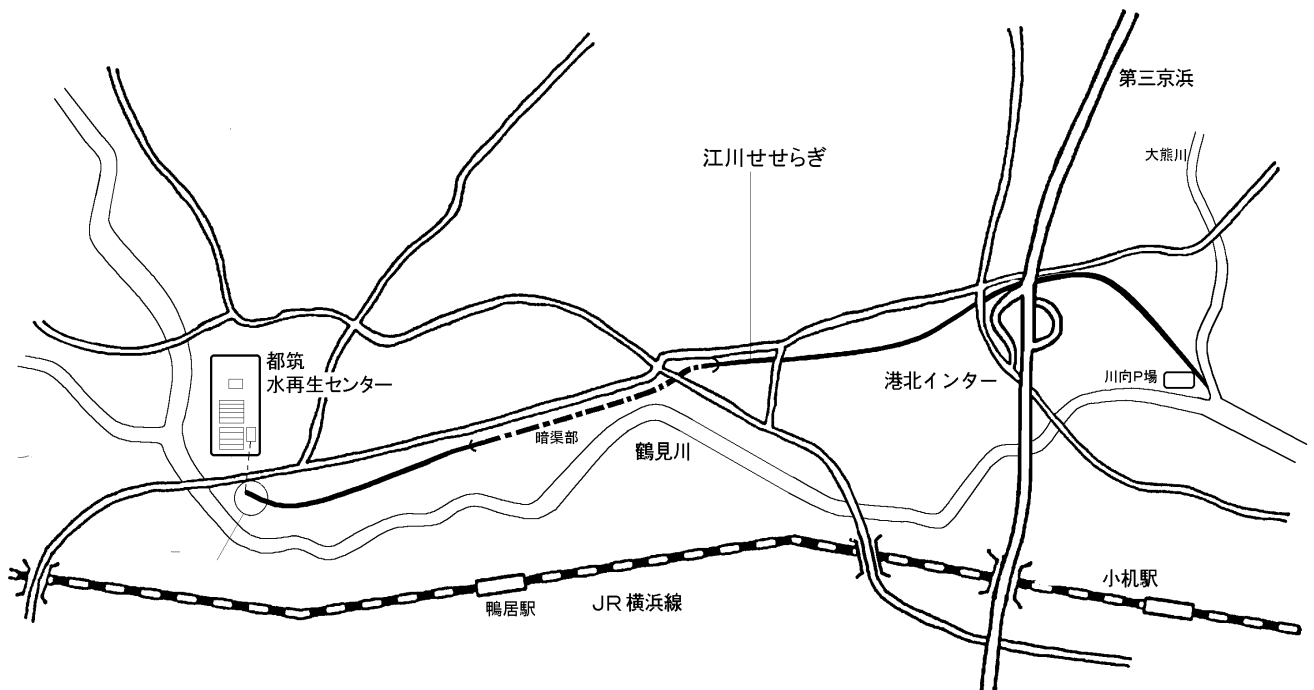 第三京浜
江川せせらぎ
大熊川
都筑
水再生センター
港北インター
川向P場
暗渠部
鶴見川
小机駅
鴨居駅
JR横浜線